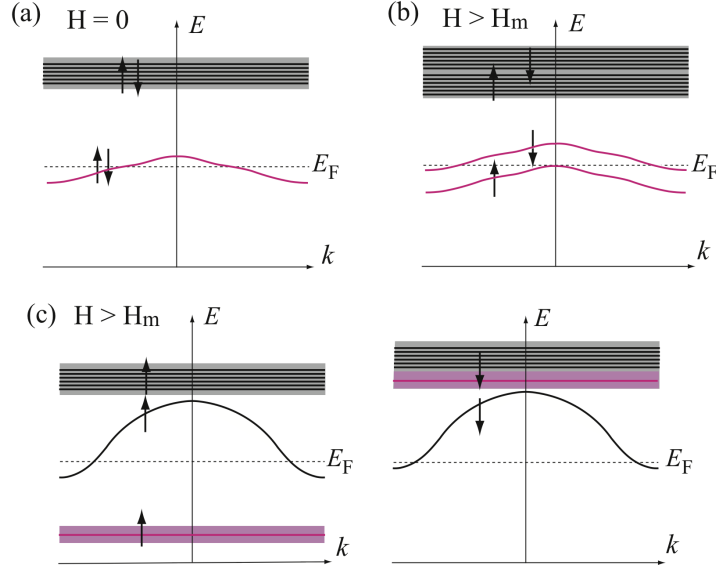 (a) H = 0 E
E_F
k
(b) H > H_m E
E_F
k
(c) H > H_m E
E_F
k
E
E_F
k